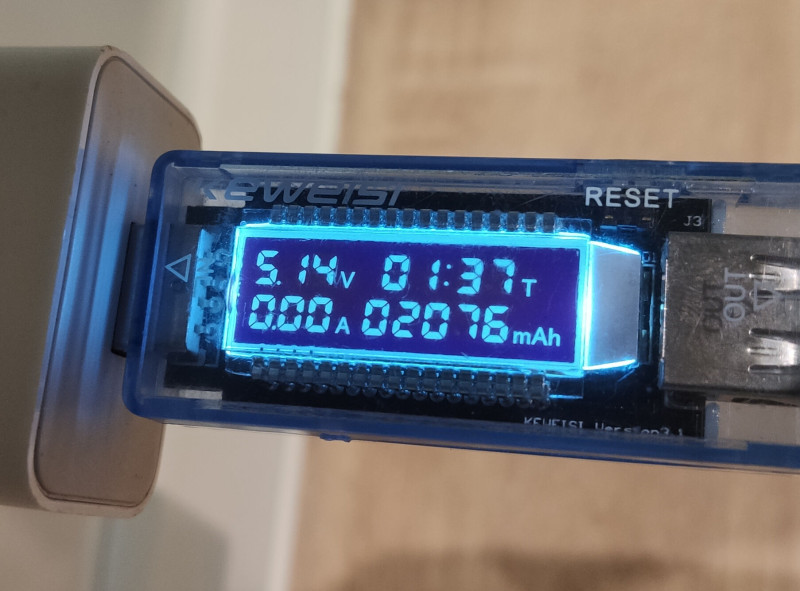 KEWEISI
RESET
J3
5.14V 01:37T
0.00A 02076mAh
OUT
KEWEISI Version3.1